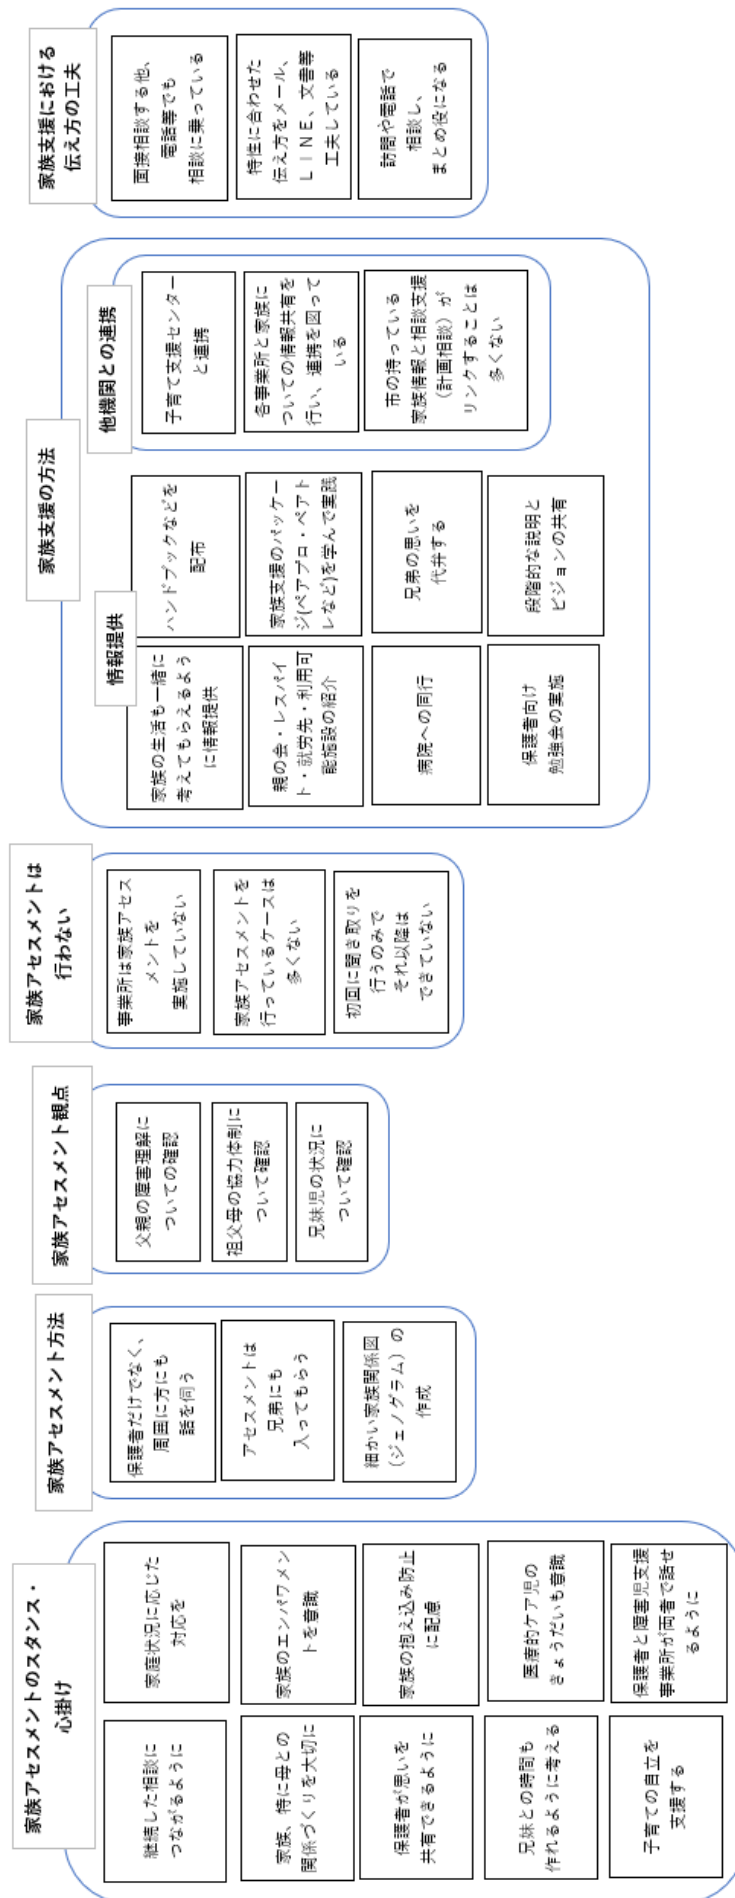 家族アセスメントのスタンス・
心掛け
継続した相談に
つながるように
家庭状況に応じた
対応を
家族、特に母との
関係づくりを大切に
家族のエンパワメン
トを意識
保護者が思いを
共有できるように
家族の抱え込み防止
に配慮
兄妹との時間も
作れるように考える
医療的ケア児の
きょうだいも意識
子育ての自立を
支援する
保護者と障害児支援
事業所が両者で話せ
るように
家族アセスメント方法
保護者だけでなく、
周囲に方にも
話を伺う
アセスメントは
兄弟にも
入ってもらう
細かい家族関係図
（ジェノグラム）の
作成
家族アセスメント観点
父親の障害理解に
ついての確認
祖父母の協力体制に
ついて確認
兄妹児の状況に
ついて確認
家族アセスメントは
行わない
事業所は家族アセス
メントを
実施していない
家族アセスメントを
行っているケースは
多くない
初回に聞き取りを
行うのみで
それ以降は
できていない
家族支援の方法
情報提供
家族の生活も一緒に
考えてもらえるよう
に情報提供
ハンドブックなどを
配布
親の会・レスパイ
ト・就労先・利用可
能施設の紹介
家族支援のパッケー
ジ(ペアプロ・ペアト
レなど)を学んで実践
病院への同行
兄弟の思いを
代弁する
保護者向け
勉強会の実施
段階的な説明と
ビジョンの共有
他機関との連携
子育て支援センター
と連携
各事業所と家族に
ついての情報共有を
行い、連携を図って
いる
市の持っている
家族情報と相談支援
（計画相談）が
リンクすることは
多くない
家族支援における
伝え方の工夫
面接相談する他、
電話等でも
相談に乗っている
特性に合わせた
伝え方をメール、
ＬＩＮＥ、文書等
工夫している
訪問や電話で
相談し、
まとめ役になる